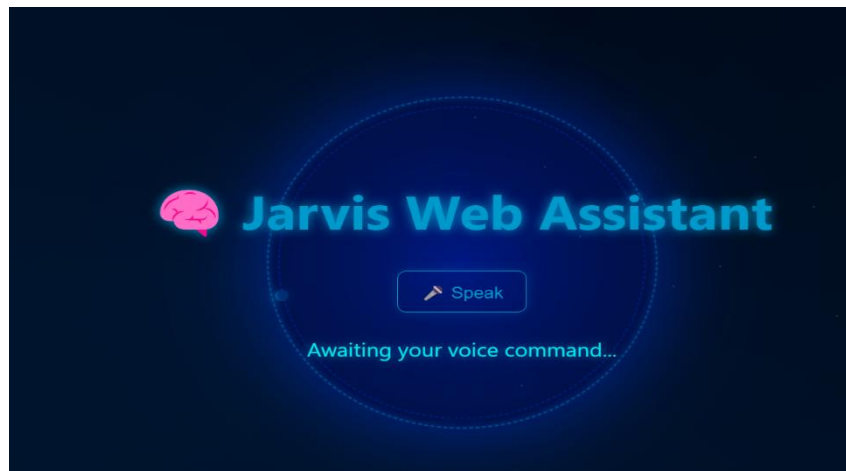 🧠 Jarvis Web Assistant
🎤 Speak
Awaiting your voice command...